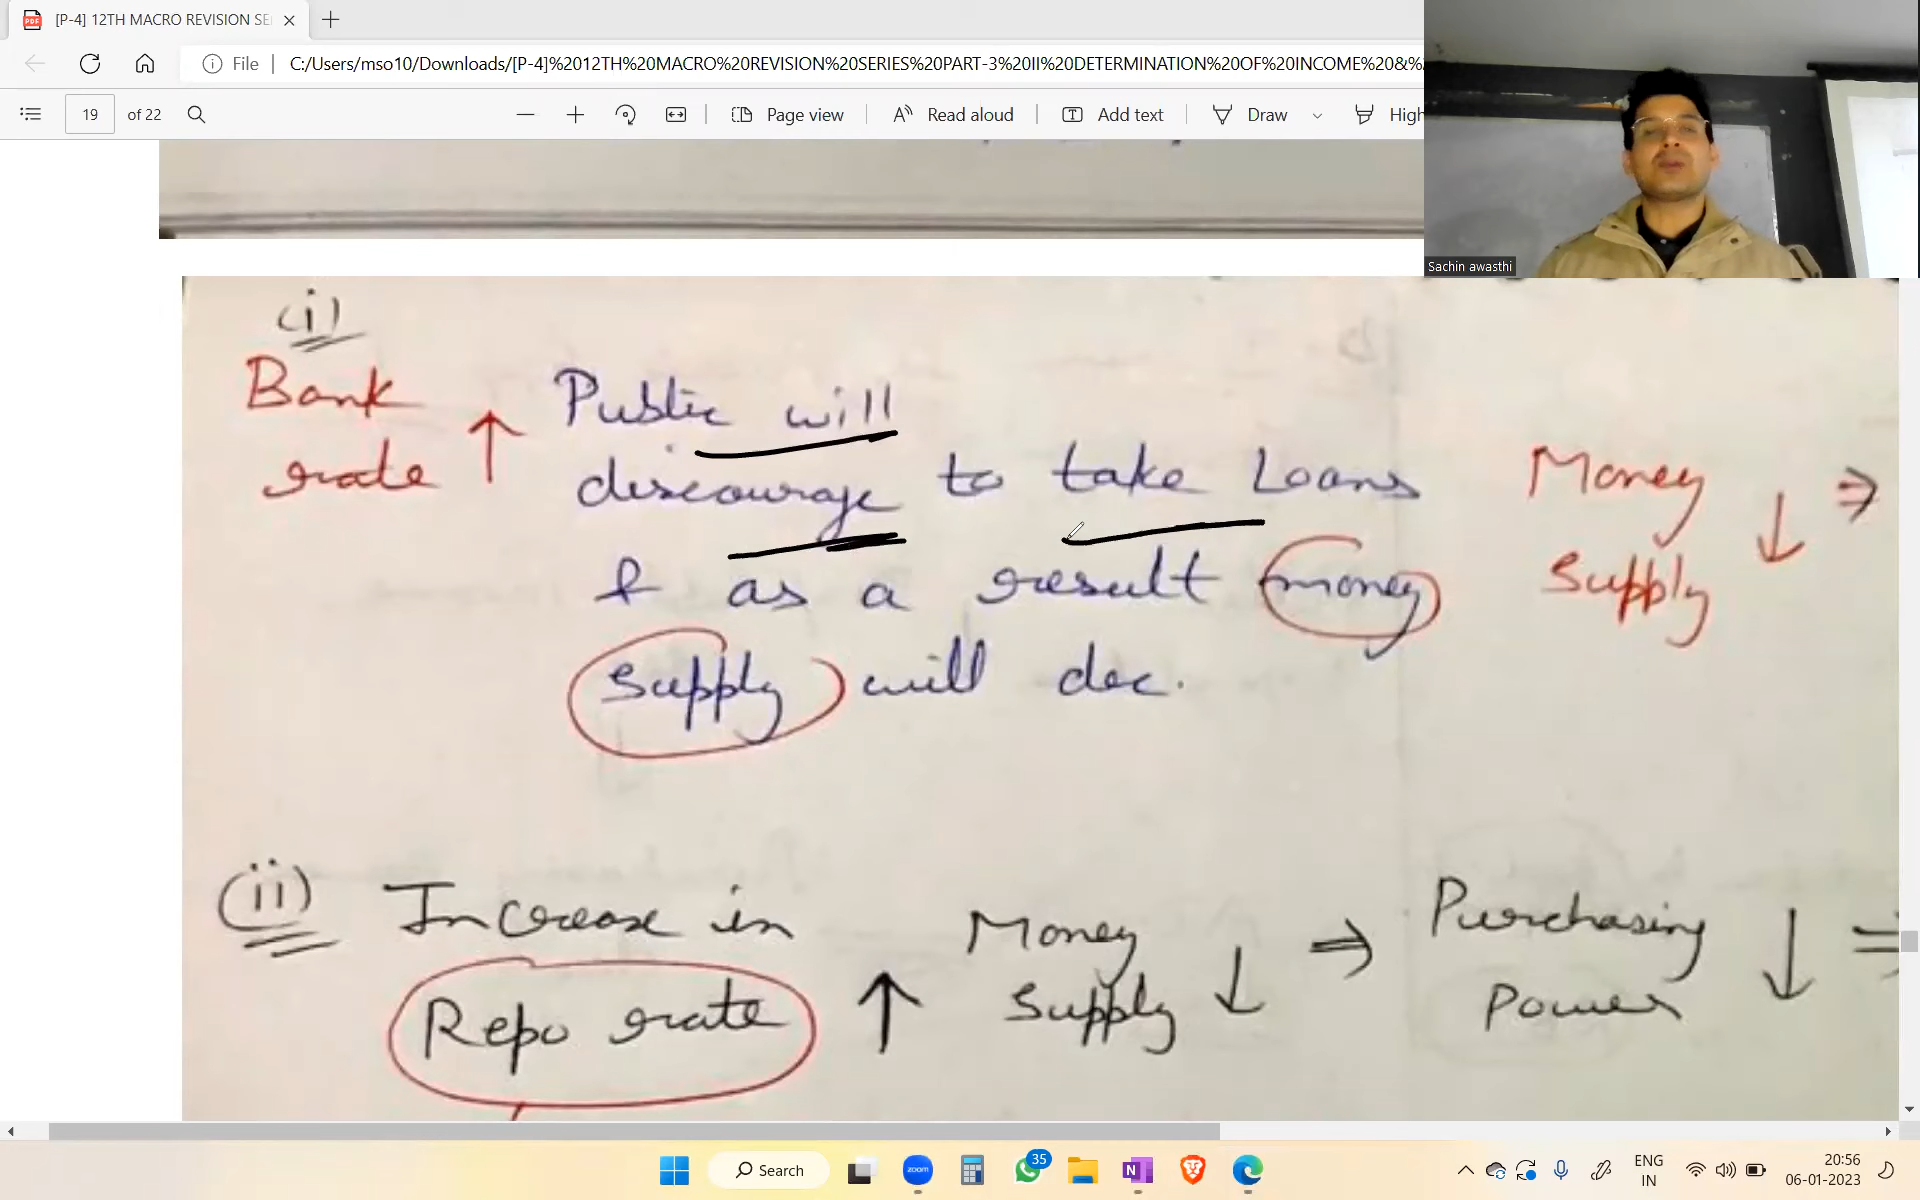 [P-4] 12TH MACRO REVISION SE
File
C:/Users/mso10/Downloads/[P-4]%2012TH%20MACRO%20REVISION%20SERIES%20PART-3%20II%20DETERMINATION%20OF%20INCOME%20&%
19 of 22
Page view
Read aloud
Add text
Draw
High
Sachin awasthi
(i)
Bank rate ↑
Public will
discourage to take Loans
& as a result money
supply will dec.
Money
Supply ↓ ⇒
(ii) Increase in
Repo rate ↑
Money
Supply ↓ ⇒
Purchasing
Power ↓ =
Search
zoom
35
ENG
IN
20:56
06-01-2023